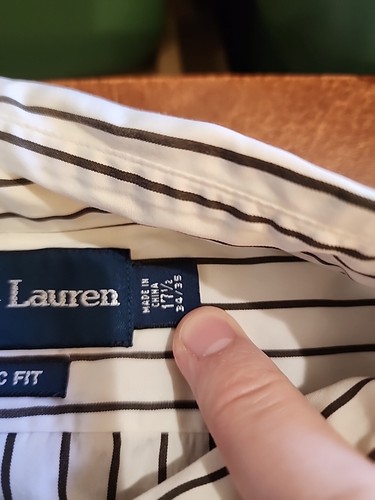 Lauren
MADE IN
CHINA
17½
34/35
C FIT